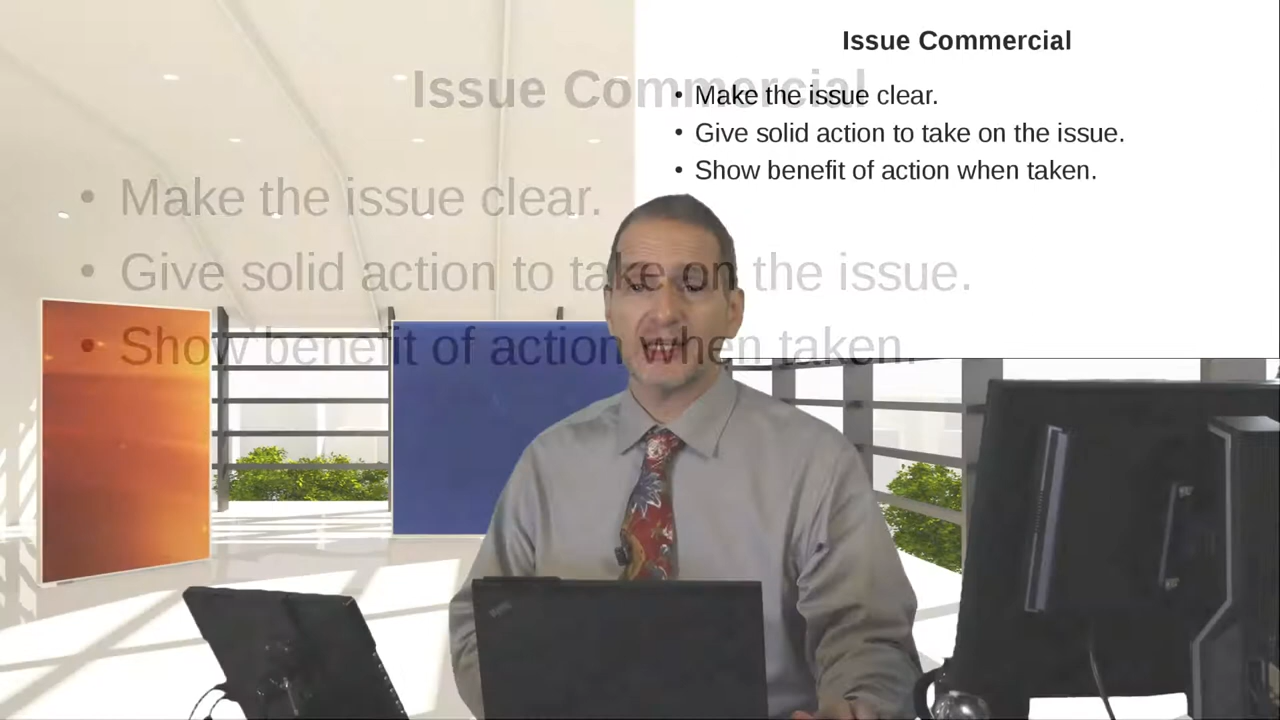 Issue Commercial
• Make the issue clear.
• Give solid action to take on the issue.
• Show benefit of action when taken.
Issue Commercial
• Make the issue clear.
• Give solid action to take on the issue.
• Show benefit of action when taken.